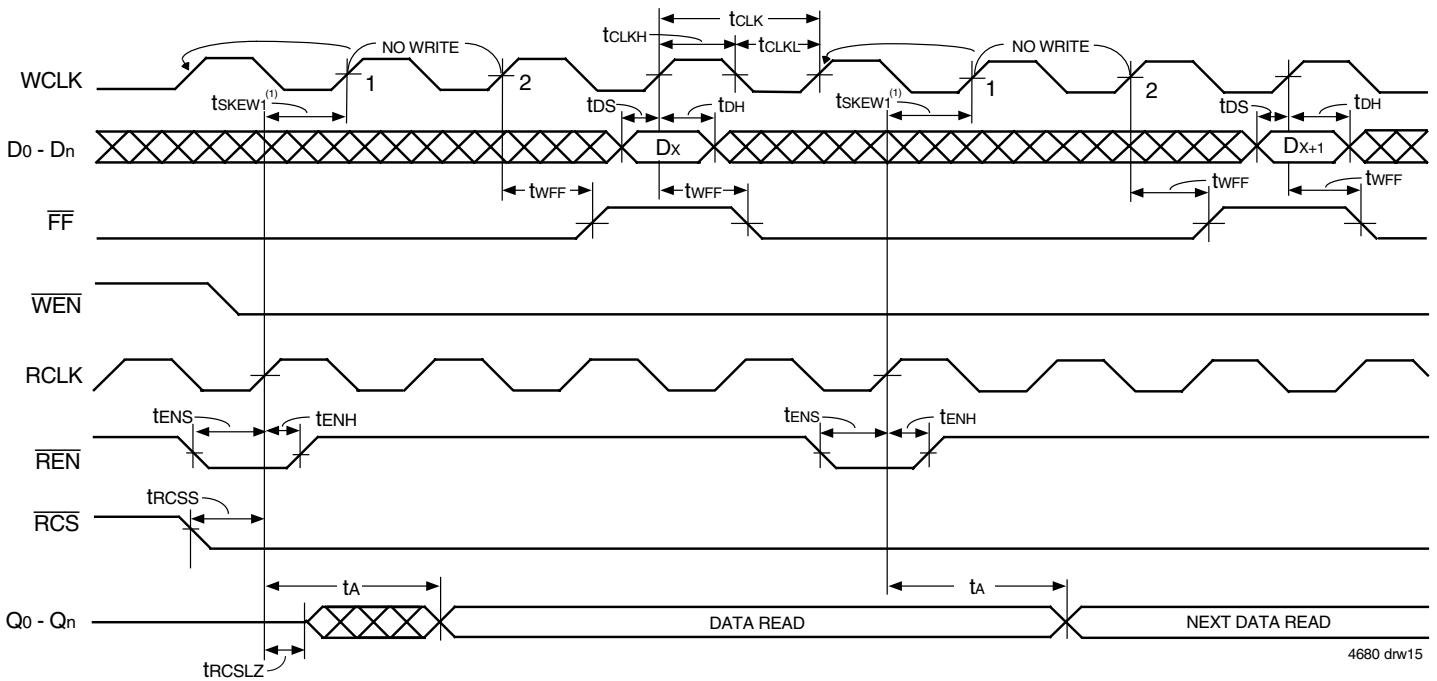 tCLK
tCLKH tCLKL
NO WRITE NO WRITE
WCLK 1 2 1 2
tSKEW1(1) tDS tDH tSKEW1(1) tDS tDH
D0 - Dn DX DX+1
tWFF tWFF tWFF tWFF
FF
WEN
RCLK
tENS tENH tENS tENH
REN
tRCSS
RCS
tA tA
Q0 - Qn DATA READ NEXT DATA READ
tRCSLZ
4680 drw15